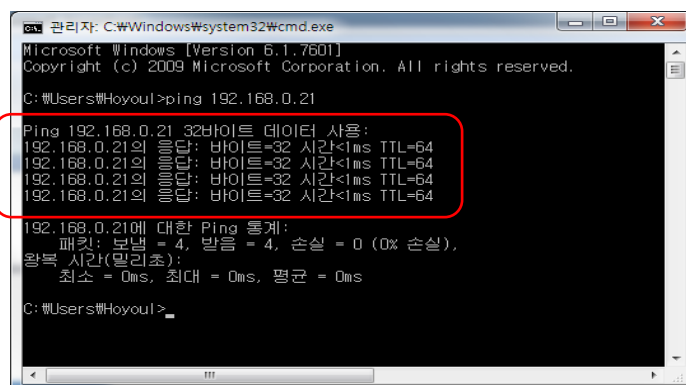 관리자: C:₩Windows₩system32₩cmd.exe
Microsoft Windows [Version 6.1.7601]
Copyright (c) 2009 Microsoft Corporation. All rights reserved.
C:₩Users₩Hoyoul>ping 192.168.0.21
Ping 192.168.0.21 32바이트 데이터 사용:
192.168.0.21의 응답: 바이트=32 시간<1ms TTL=64
192.168.0.21의 응답: 바이트=32 시간<1ms TTL=64
192.168.0.21의 응답: 바이트=32 시간<1ms TTL=64
192.168.0.21의 응답: 바이트=32 시간<1ms TTL=64
192.168.0.21에 대한 Ping 통계:
패킷: 보냄 = 4, 받음 = 4, 손실 = 0 (0% 손실),
왕복 시간(밀리초):
최소 = 0ms, 최대 = 0ms, 평균 = 0ms
C:₩Users₩Hoyoul>_